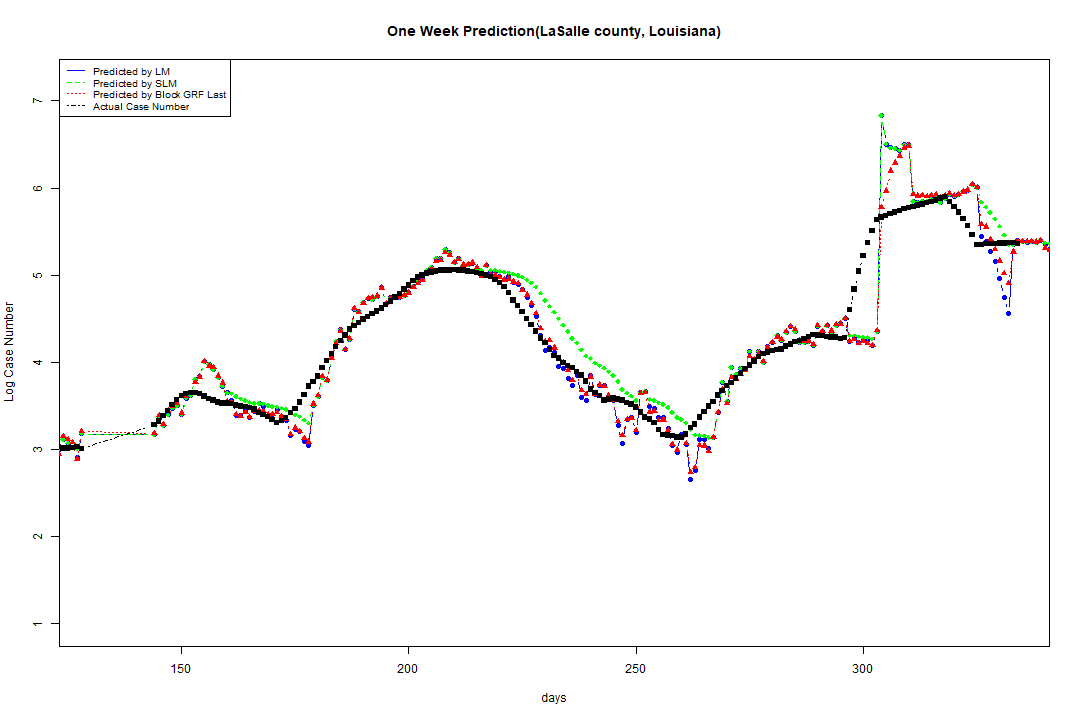 One Week Prediction(LaSalle county, Louisiana)
Predicted by LM
Predicted by SLM
Predicted by Block GRF Last
Actual Case Number
7
6
5
4
3
2
1
Log Case Number
150 200 250 300
days